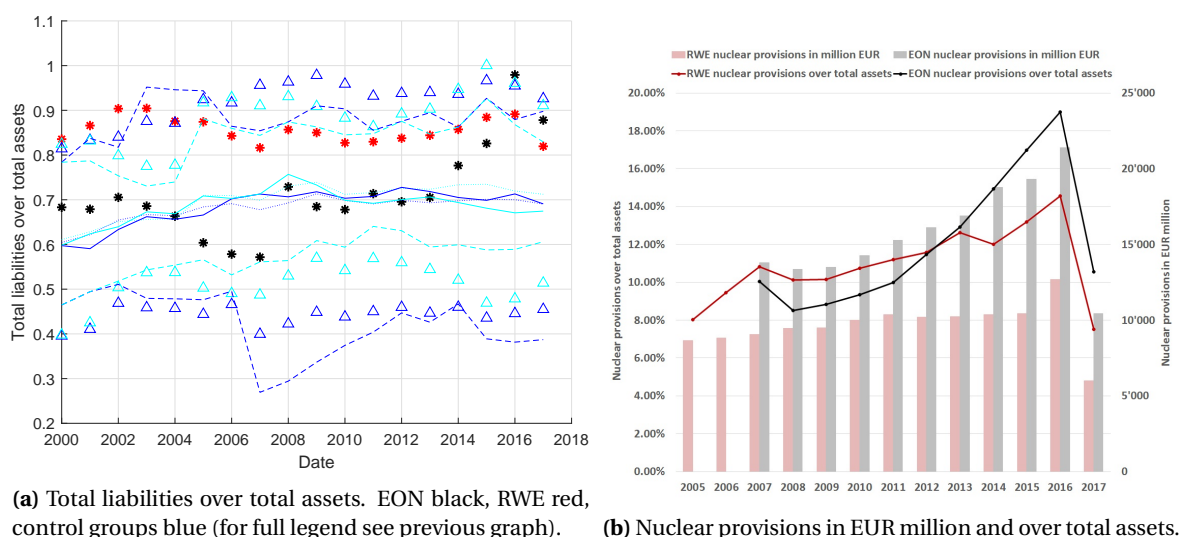 Total liabilities over total assets
1.1
1
0.9
0.8
0.7
0.6
0.5
0.4
0.3
0.2
2000 2002 2004 2006 2008 2010 2012 2014 2016 2018
Date
(a) Total liabilities over total assets. EON black, RWE red,
control groups blue (for full legend see previous graph).
RWE nuclear provisions in million EUR EON nuclear provisions in million EUR
RWE nuclear provisions over total assets EON nuclear provisions over total assets
Nuclear provisions over total assets
20.00% 25'000
18.00%
16.00% 20'000
14.00%
12.00% 15'000
10.00%
8.00% 10'000
6.00%
4.00% 5'000
2.00%
0.00% 0
Nuclear provisions in EUR million
2005 2006 2007 2008 2009 2010 2011 2012 2013 2014 2015 2016 2017
(b) Nuclear provisions in EUR million and over total assets.